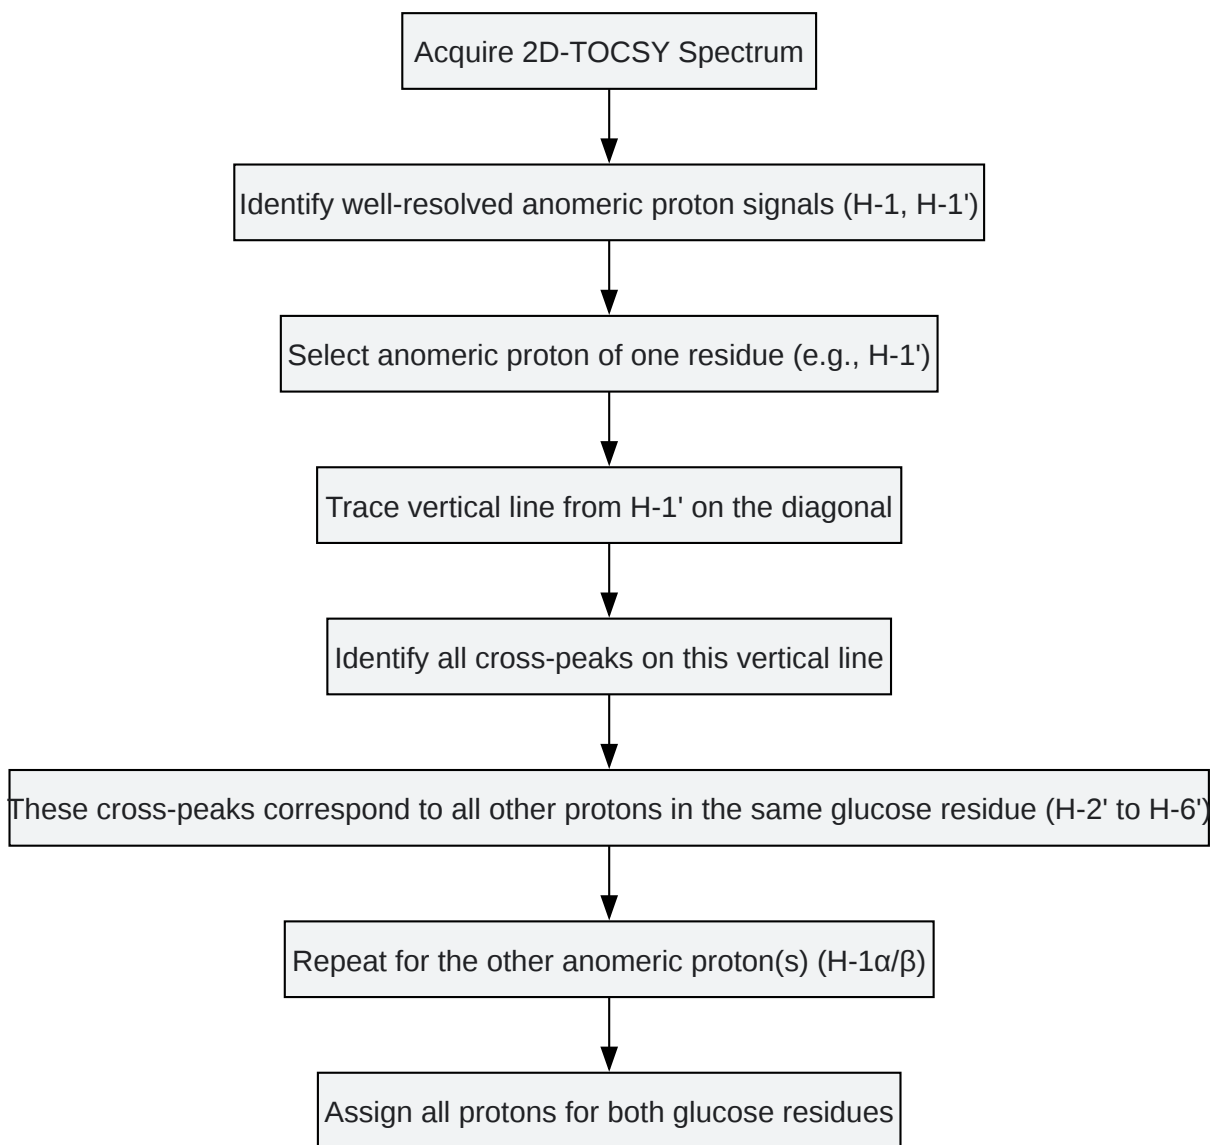 Acquire 2D-TOCSY Spectrum
Identify well-resolved anomeric proton signals (H-1, H-1')
Select anomeric proton of one residue (e.g., H-1')
Trace vertical line from H-1' on the diagonal
Identify all cross-peaks on this vertical line
These cross-peaks correspond to all other protons in the same glucose residue (H-2' to H-6')
Repeat for the other anomeric proton(s) (H-1α/β)
Assign all protons for both glucose residues